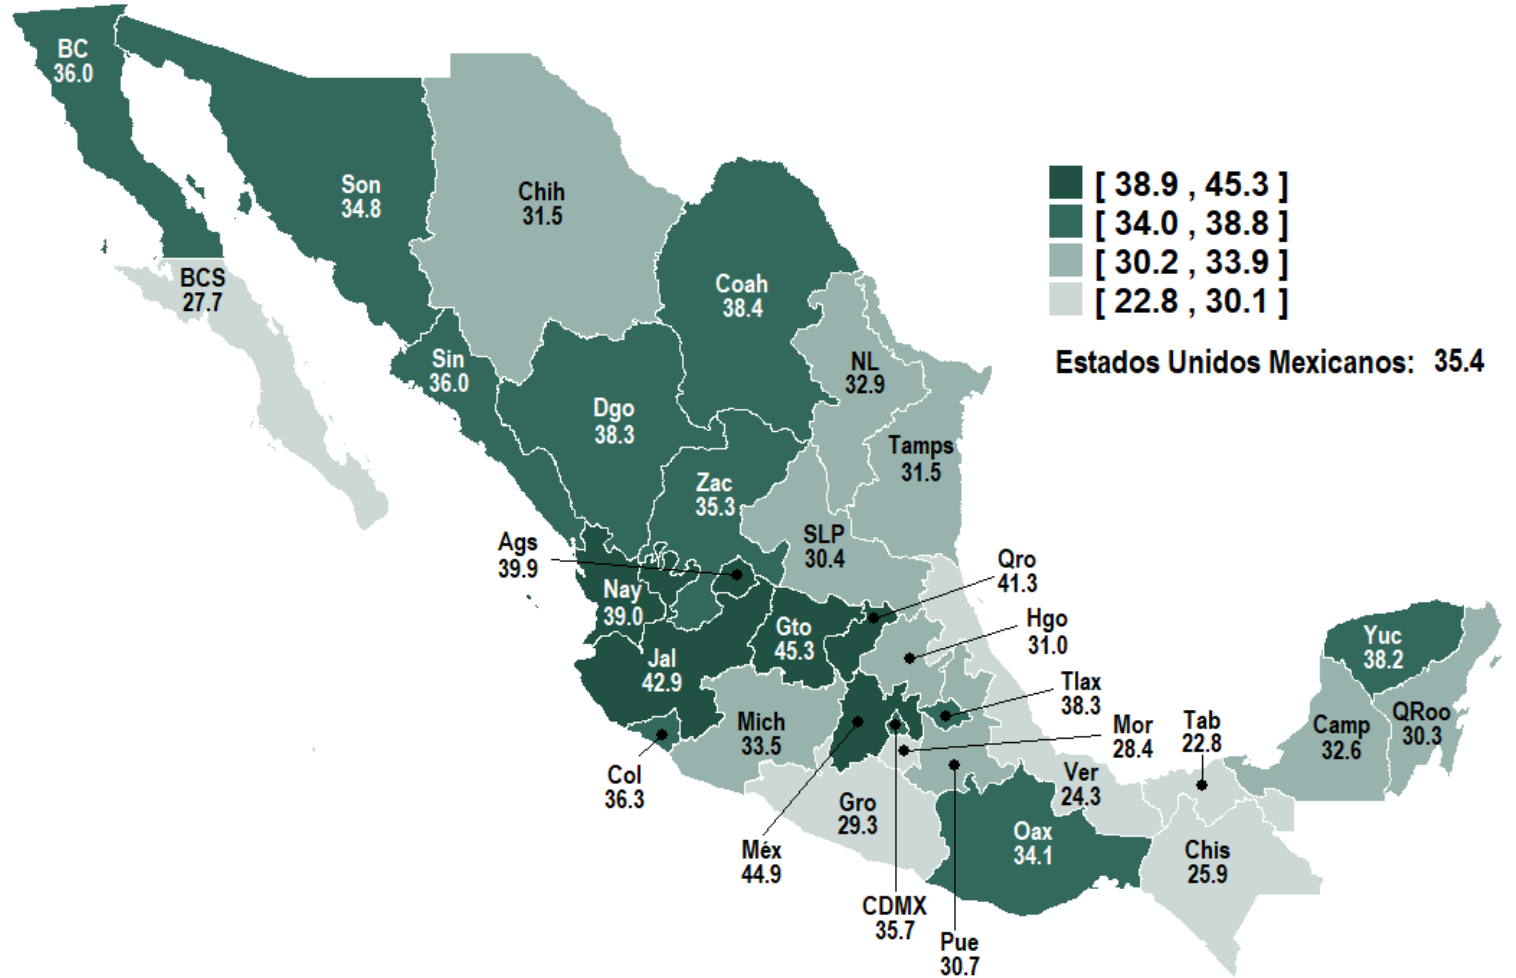 BC
36.0
Son
34.8
Chih
31.5
[ 38.9 , 45.3 ]
[ 34.0 , 38.8 ]
[ 30.2 , 33.9 ]
[ 22.8 , 30.1 ]
Estados Unidos Mexicanos: 35.4
BCS
27.7
Coah
38.4
Sin
36.0
NL
32.9
Dgo
38.3
Tamps
31.5
Zac
35.3
SLP
30.4
Ags
39.9
Qro
41.3
Nay
39.0
Gto
45.3
Hgo
31.0
Jal
42.9
Yuc
38.2
Tlax
38.3
Mich
33.5
Mor
28.4
Tab
22.8
Camp
32.6
QRoo
30.3
Col
36.3
Ver
24.3
Gro
29.3
Oax
34.1
Méx
44.9
Chis
25.9
CDMX
35.7
Pue
30.7